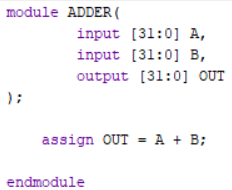 module ADDER(
input [31:0] A,
input [31:0] B,
output [31:0] OUT
);
assign OUT = A + B;
endmodule